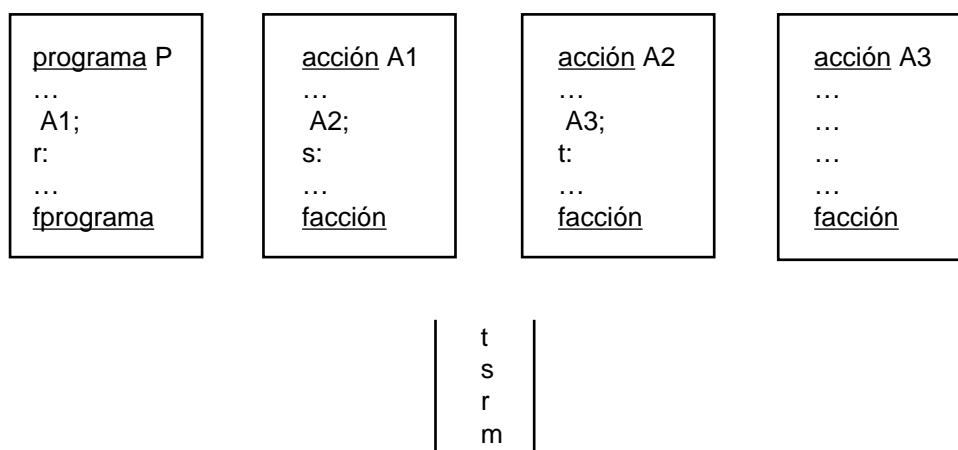 programa P
…
A1;
r:
…
fprograma
acción A1
…
A2;
s:
…
facción
acción A2
…
A3;
t:
…
facción
acción A3
…
…
…
…
facción
t
s
r
m